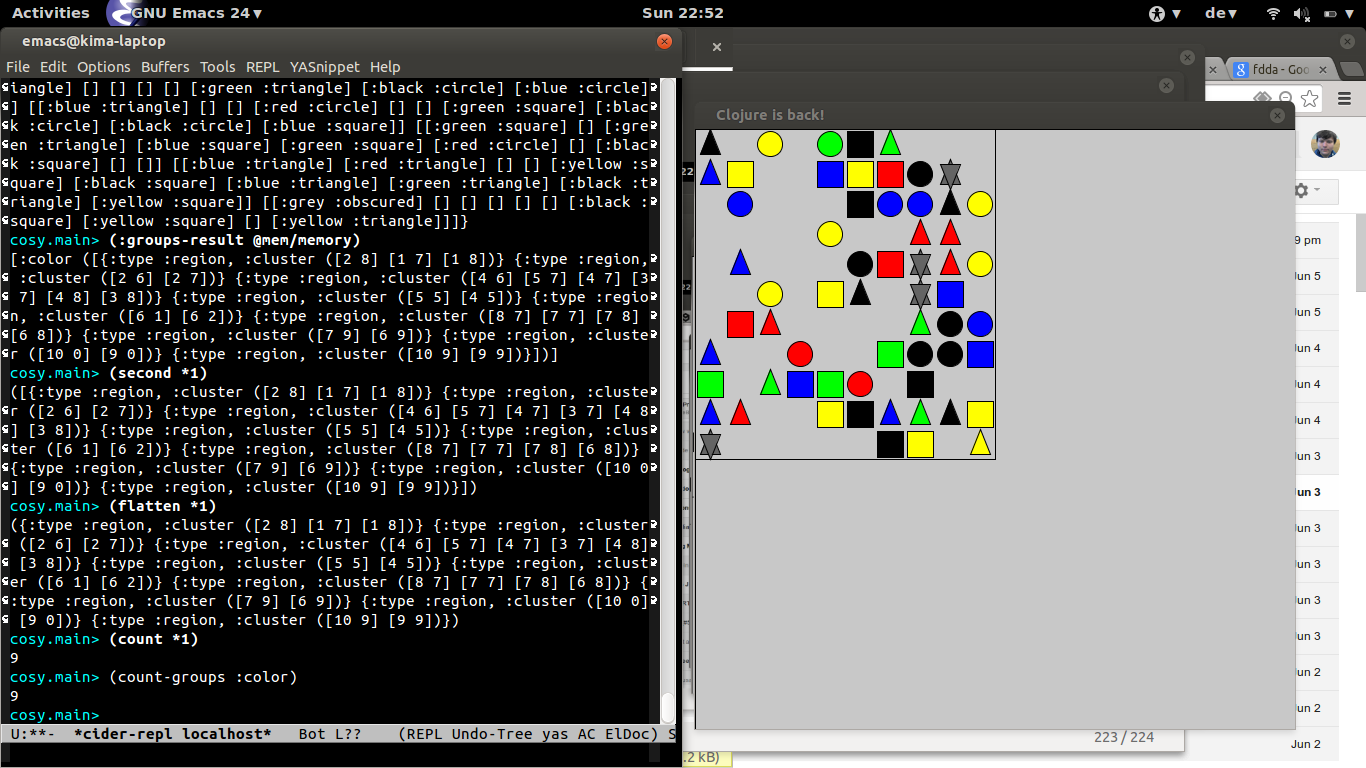 Activities
GNU Emacs 24
Sun 22:52
de
emacs@kima-laptop
File Edit Options Buffers Tools REPL YASnippet Help
iangle] [] [] [] [] [:green :triangle] [:black :circle] [:blue :circle]
] [[:blue :triangle] [] [] [:red :circle] [] [] [:green :square] [:blac
k :circle] [:black :circle] [:blue :square]] [[:green :square] [] [:gre
en :triangle] [:blue :square] [:green :square] [:red :circle] [] [:blac
k :square] [] []] [[:blue :triangle] [:red :triangle] [] [] [:yellow :s
quare] [:black :square] [:blue :triangle] [:green :triangle] [:black :t
riangle] [:yellow :square]] [[:grey :obscured] [] [] [] [] [] [:black :
square] [:yellow :square] [] [:yellow :triangle]]]}
cosy.main> (:groups-result @mem/memory)
[:color ([{:type :region, :cluster ([2 8] [1 7] [1 8])} {:type :region,
 :cluster ([2 6] [2 7])} {:type :region, :cluster ([4 6] [5 7] [4 7] [3
 7] [4 8] [3 8])} {:type :region, :cluster ([5 5] [4 5])} {:type :regio
n, :cluster ([6 1] [6 2])} {:type :region, :cluster ([8 7] [7 7] [7 8]
[6 8])} {:type :region, :cluster ([7 9] [6 9])} {:type :region, :cluste
r ([10 0] [9 0])} {:type :region, :cluster ([10 9] [9 9])}])]
cosy.main> (second *1)
([{:type :region, :cluster ([2 8] [1 7] [1 8])} {:type :region, :cluste
r ([2 6] [2 7])} {:type :region, :cluster ([4 6] [5 7] [4 7] [3 7] [4 8
] [3 8])} {:type :region, :cluster ([5 5] [4 5])} {:type :region, :clus
ter ([6 1] [6 2])} {:type :region, :cluster ([8 7] [7 7] [7 8] [6 8])}
{:type :region, :cluster ([7 9] [6 9])} {:type :region, :cluster ([10 0
] [9 0])} {:type :region, :cluster ([10 9] [9 9])}])
cosy.main> (flatten *1)
({:type :region, :cluster ([2 8] [1 7] [1 8])} {:type :region, :cluster
 ([2 6] [2 7])} {:type :region, :cluster ([4 6] [5 7] [4 7] [3 7] [4 8]
 [3 8])} {:type :region, :cluster ([5 5] [4 5])} {:type :region, :clust
er ([6 1] [6 2])} {:type :region, :cluster ([8 7] [7 7] [7 8] [6 8])} {
:type :region, :cluster ([7 9] [6 9])} {:type :region, :cluster ([10 0]
 [9 0])} {:type :region, :cluster ([10 9] [9 9])})
cosy.main> (count *1)
9
cosy.main> (count-groups :color)
9
cosy.main>
U:**- *cider-repl localhost* Bot L?? (REPL Undo-Tree yas AC ElDoc) S
Clojure is back!
fdda - Goo
9 pm
Jun 5
Jun 5
Jun 4
Jun 4
Jun 4
Jun 3
Jun 3
Jun 3
Jun 3
Jun 3
Jun 2
Jun 2
Jun 2
223 / 224
.2 kB)